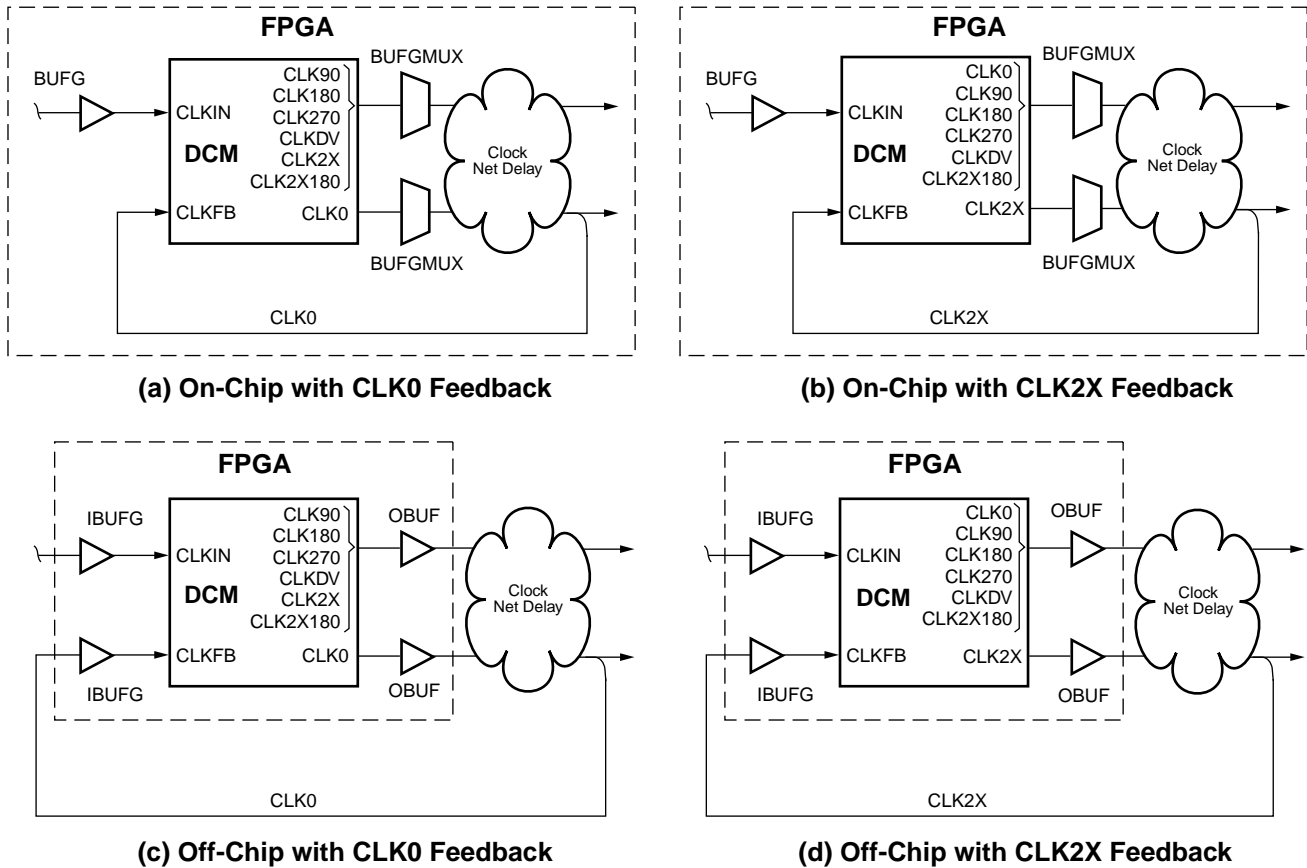 FPGA
BUFG
CLKIN
DCM
CLKFB
CLK90
CLK180
CLK270
CLKDV
CLK2X
CLK2X180
CLK0
BUFGMUX
BUFGMUX
Clock
Net Delay
CLK0
(a) On-Chip with CLK0 Feedback
FPGA
BUFG
CLKIN
DCM
CLKFB
CLK0
CLK90
CLK180
CLK270
CLKDV
CLK2X180
CLK2X
BUFGMUX
BUFGMUX
Clock
Net Delay
CLK2X
(b) On-Chip with CLK2X Feedback
FPGA
IBUFG
IBUFG
CLKIN
DCM
CLKFB
CLK90
CLK180
CLK270
CLKDV
CLK2X
CLK2X180
CLK0
OBUF
OBUF
Clock
Net Delay
CLK0
(c) Off-Chip with CLK0 Feedback
FPGA
IBUFG
IBUFG
CLKIN
DCM
CLKFB
CLK0
CLK90
CLK180
CLK270
CLKDV
CLK2X180
CLK2X
OBUF
OBUF
Clock
Net Delay
CLK2X
(d) Off-Chip with CLK2X Feedback